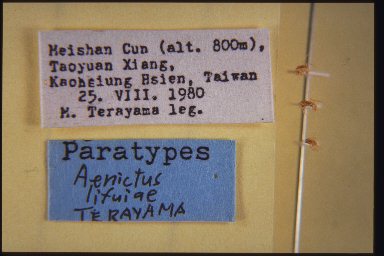 Meishan Cun (alt. 800m),
Taoyuan Xiang,
Kaohsiung Hsien, Taiwan
25. VIII. 1980
M. Terayama leg.
Paratypes
Aenictus
lifuiae
TERAYAMA